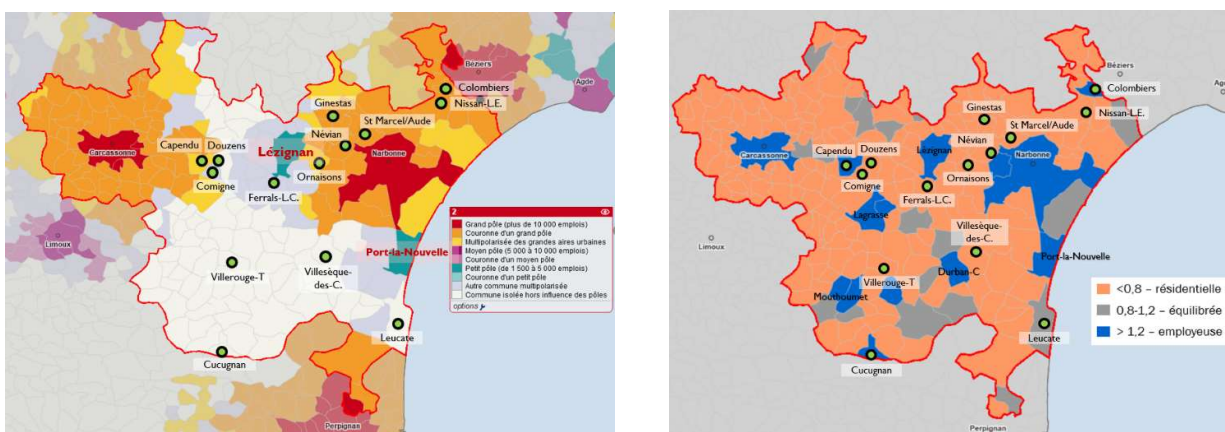 Béziers
Agde
Colombiers
Nissan-L.E.
Ginestas
St Marcel/Aude
Névian
Capendu
Douzens
Lézignan
Narbonne
Carcassonne
Ornaisons
Comigne
Ferrals-L.C.
Limoux
Port-la-Nouvelle
Villerouge-T
Villesèque-
des-C.
Leucate
Cucugnan
Perpignan
2
Grand pôle (plus de 10 000 emplois)
Couronne d'un grand pôle
Multipolarisée des grandes aires urbaines
Moyen pôle (5 000 à 10 000 emplois)
Couronne d'un moyen pôle
Petit pôle (de 1 500 à 5 000 emplois)
Couronne d'un petit pôle
Autre commune multipolarisée
Commune isolée hors influence des pôles
options
Béziers
Agde
Colombiers
Nissan-L.E.
Ginestas
St Marcel/Aude
Névian
Lézignan
Narbonne
Carcassonne
Capendu
Douzens
Ornaisons
Comigne
Ferrals-L.C.
Lagrasse
Villesèque-
des-C.
Limoux
Port-la-Nouvelle
Durban-C
Villerouge-T
Mouthoumet
Leucate
Cucugnan
Perpignan
<0,8 – résidentielle
0,8-1,2 – équilibrée
> 1,2 – employeuse